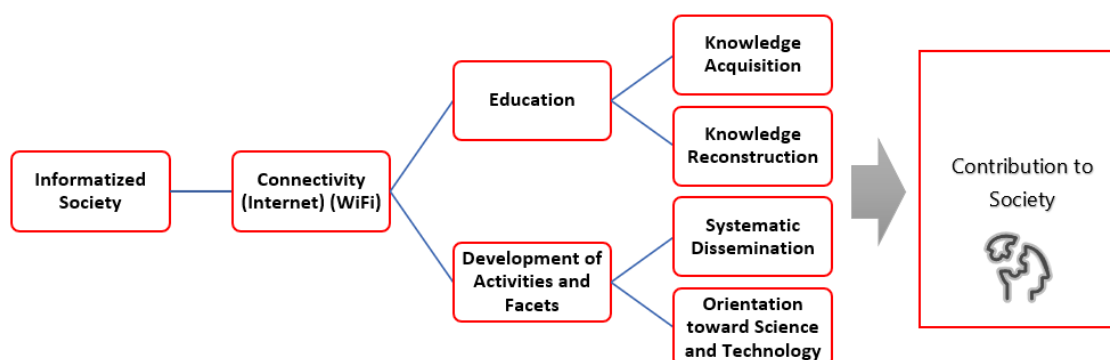 Informatized
Society
Connectivity
(Internet) (WiFi)
Education
Development of
Activities and
Facets
Knowledge
Acquisition
Knowledge
Reconstruction
Systematic
Dissemination
Orientation
toward Science
and Technology
Contribution to
Society